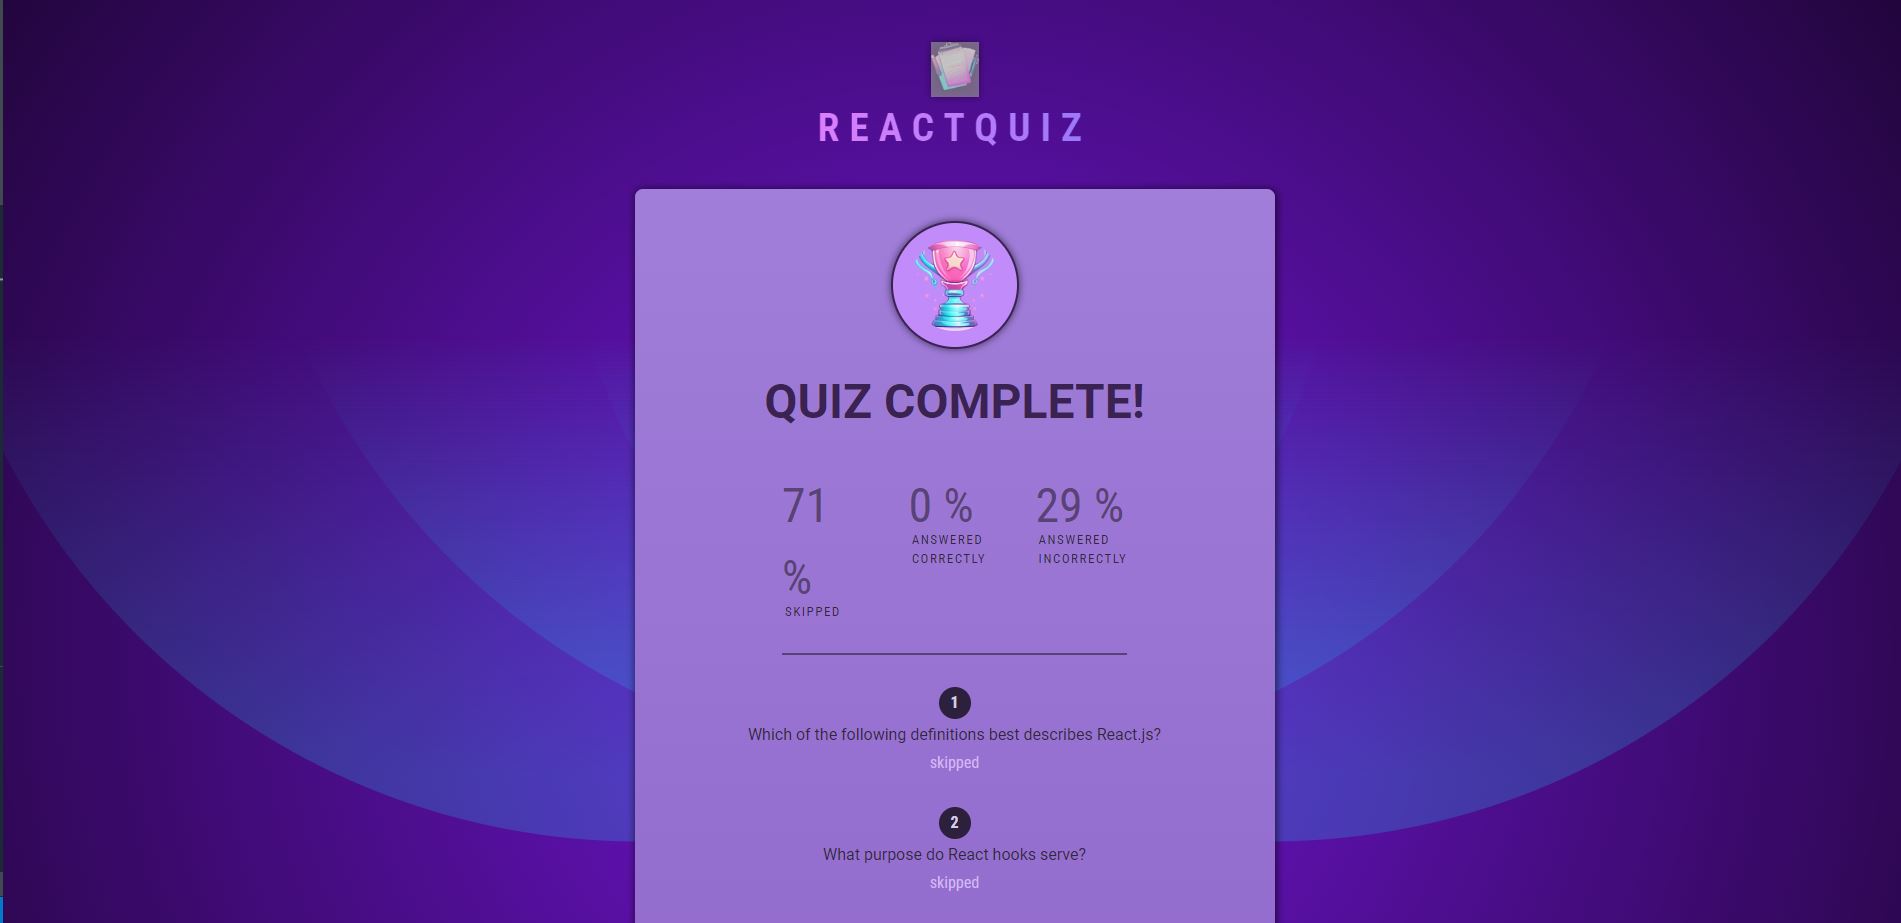 REACTQUIZ
QUIZ COMPLETE!
71
%
SKIPPED
0 %
ANSWERED
CORRECTLY
29 %
ANSWERED
INCORRECTLY
1
Which of the following definitions best describes React.js?
skipped
2
What purpose do React hooks serve?
skipped